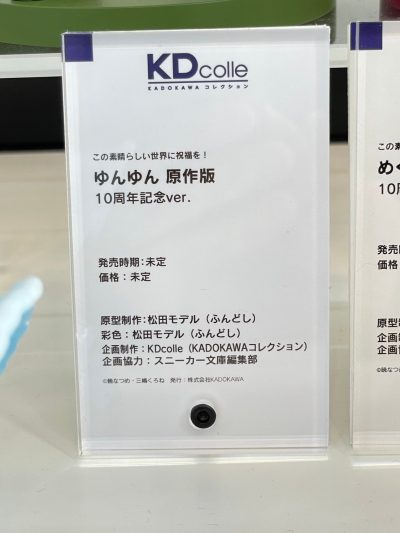 KDcolle
KADOKAWA コレクション
この素晴らしい世界に祝福を！
ゆんゆん 原作版
10周年記念ver.
発売時期：未定
価格：未定
原型制作：松田モデル（ふんどし）
彩色：松田モデル（ふんどし）
企画制作：KDcolle（KADOKAWAコレクション）
企画協力：スニーカー文庫編集部
©暁なつめ・三嶋くろね　発行：株式会社KADOKAWA
この素
めぐ
10周
発売
価格
原型
企画
企画
©暁なつ